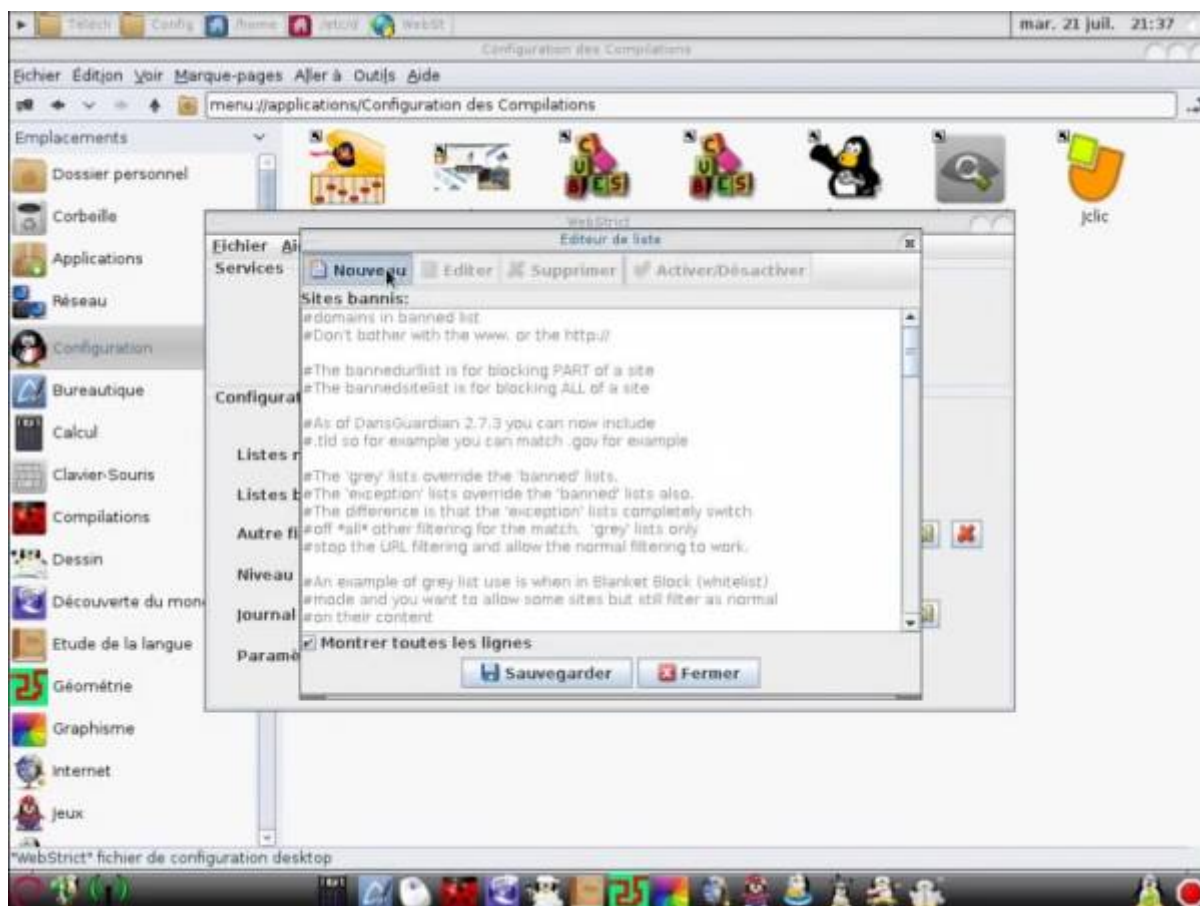 Téléch Config /home /etc/d WebSt mar. 21 juil. 21:37
Configuration des Compilations
Fichier Édition Voir Marque-pages Aller à Outils Aide
menu://applications/Configuration des Compilations
Emplacements
Dossier personnel
Corbeille
Applications
Réseau
Configuration
Bureautique
Calcul
Clavier-Souris
Compilations
Dessin
Découverte du mon
Etude de la langue
Géométrie
Graphisme
Internet
Jeux
Jclic
WebStrict
Fichier Ai
Services
Configurat
Listes n
Listes b
Autre fi
Niveau
Journal
Paramè
Editeur de liste
Nouveau Editer Supprimer Activer/Désactiver
Sites bannis:
#domains in banned list
#Don't bother with the www. or the http://
#The bannedurllist is for blocking PART of a site
#The bannedsitelist is for blocking ALL of a site
#As of DansGuardian 2.7.3 you can now include
#.tld so for example you can match .gov for example
#The 'grey' lists override the 'banned' lists.
#The 'exception' lists override the 'banned' lists also.
#The difference is that the 'exception' lists completely switch
#off *all* other filtering for the match. 'grey' lists only
#stop the URL filtering and allow the normal filtering to work.
#An example of grey list use is when in Blanket Block (whitelist)
#mode and you want to allow some sites but still filter as normal
#on their content
Montrer toutes les lignes
Sauvegarder Fermer
"WebStrict" fichier de configuration desktop